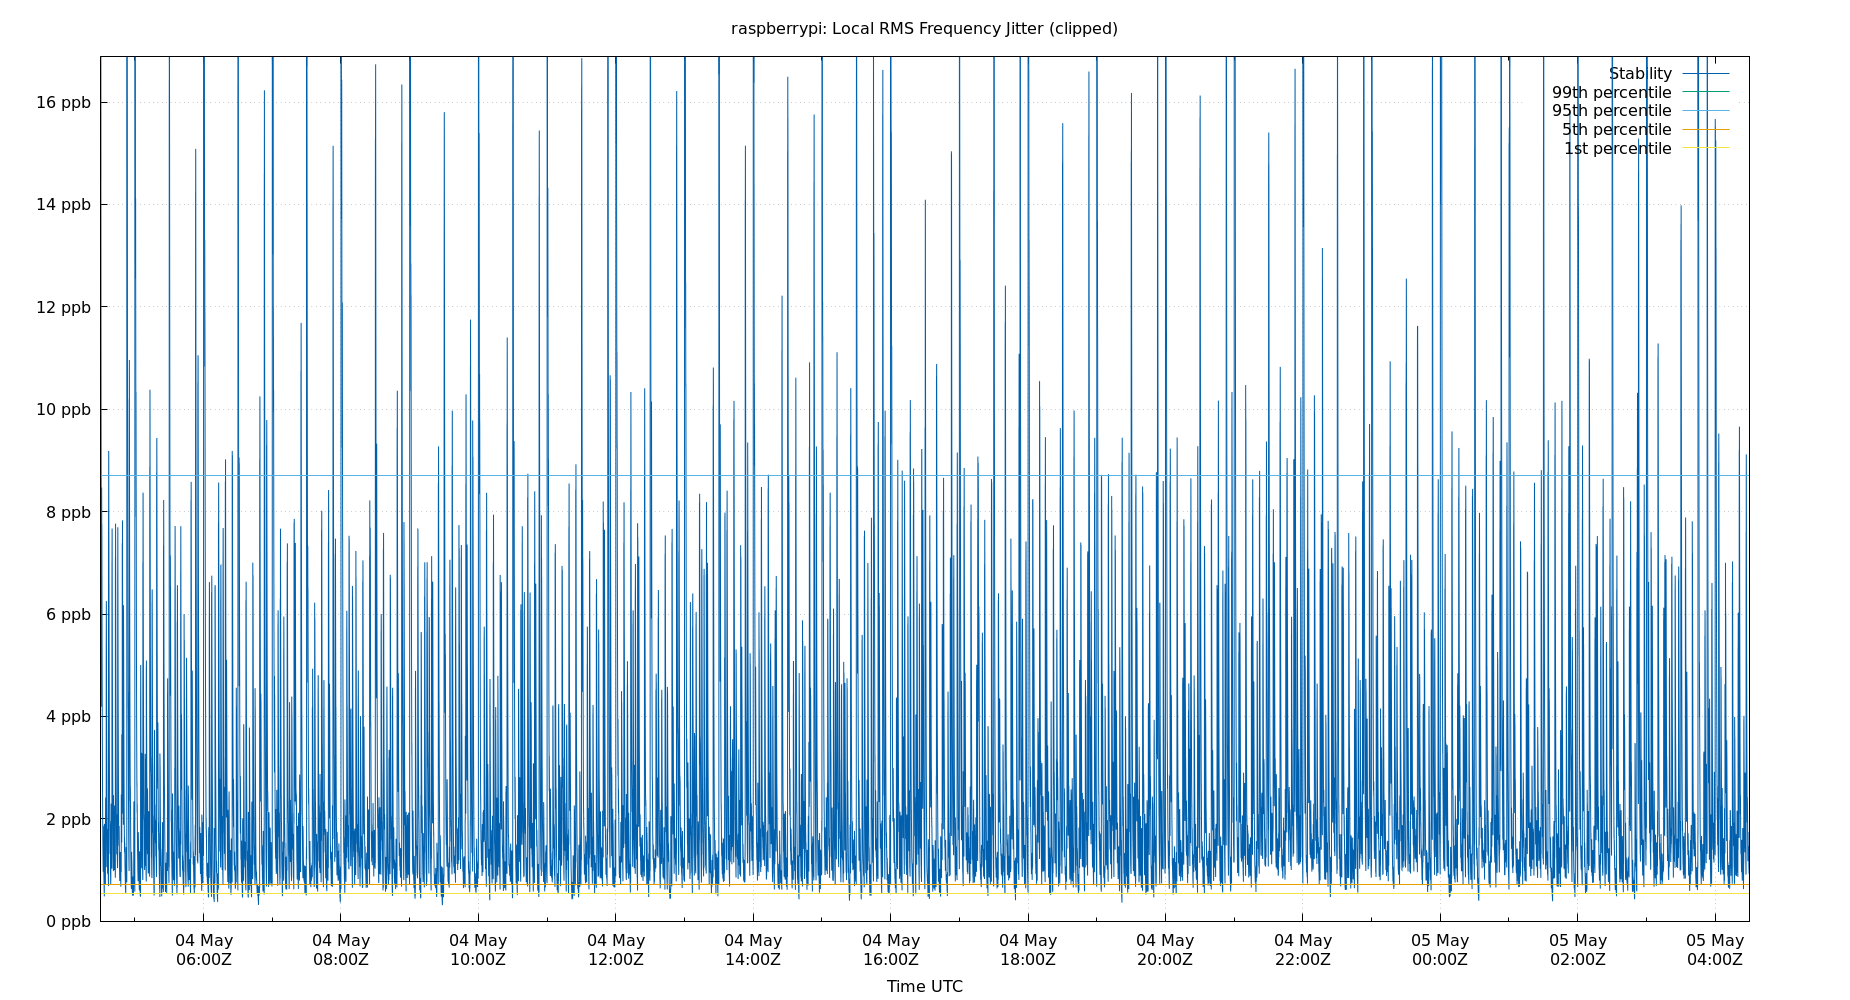 raspberrypi: Local RMS Frequency Jitter (clipped)
Stability
99th percentile
95th percentile
5th percentile
1st percentile
16 ppb
14 ppb
12 ppb
10 ppb
8 ppb
6 ppb
4 ppb
2 ppb
0 ppb
04 May 04 May 04 May 04 May 04 May 04 May 04 May 04 May 04 May 05 May 05 May 05 May
06:00Z 08:00Z 10:00Z 12:00Z 14:00Z 16:00Z 18:00Z 20:00Z 22:00Z 00:00Z 02:00Z 04:00Z
Time UTC